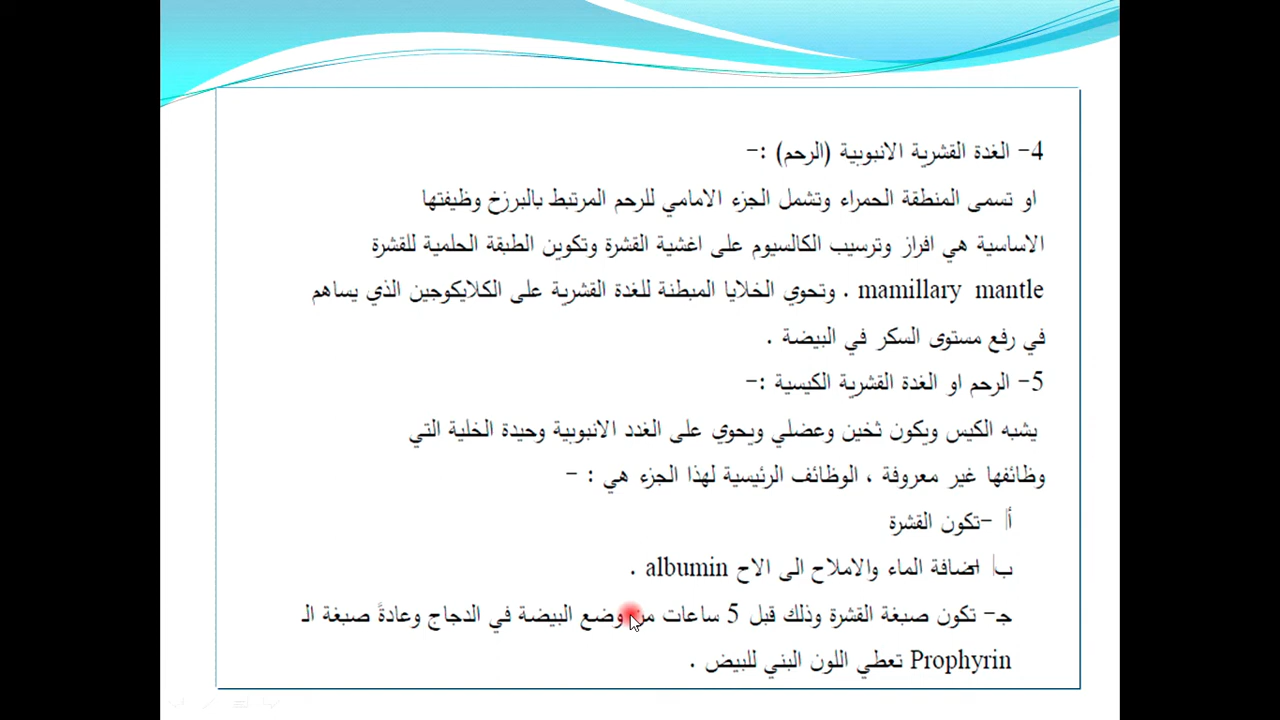 4- الغدة القشرية الانبوبية (الرحم) :-
او تسمى المنطقة الحمراء وتشمل الجزء الامامي للرحم المرتبط بالبرزخ وظيفتها
الاساسية هي افراز وترسيب الكالسيوم على اغشية القشرة وتكوين الطبقة الحلمية للقشرة
mamillary mantle . وتحوي الخلايا المبطنة للغدة القشرية على الكلايكوجين الذي يساهم
في رفع مستوى السكر في البيضة .
5- الرحم او الغدة القشرية الكيسية :-
يشبه الكيس ويكون ثخين وعضلي ويحوي على الغدد الانبوبية وحيدة الخلية التي
وظائفها غير معروفة ، الوظائف الرئيسية لهذا الجزء هي : -
أ -تكون القشرة
ب- اضافة الماء والاملاح الى الاح albumin .
جـ- تكون صبغة القشرة وذلك قبل 5 ساعات من وضع البيضة في الدجاج وعادةً صبغة الـ
Prophyrin تعطي اللون البني للبيض .